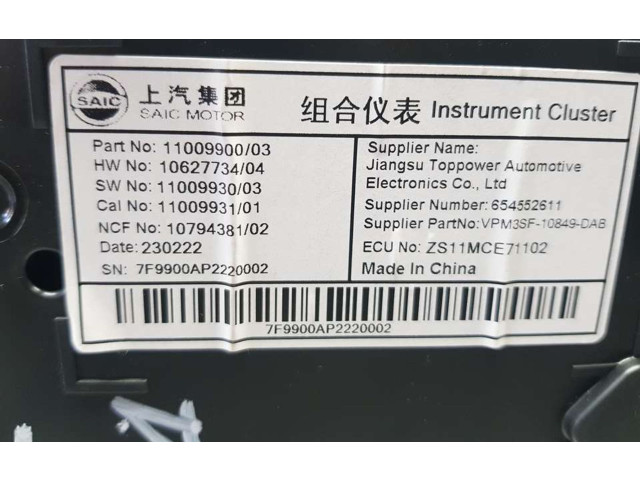 SAIC 上汽集团
SAIC MOTOR
组合仪表 Instrument Cluster
Part No: 11009900/03
HW No: 10627734/04
SW No: 11009930/03
Cal No: 11009931/01
NCF No: 10794381/02
Date: 230222
SN: 7F9900AP2220002
Supplier Name:
Jiangsu Toppower Automotive
Electronics Co., Ltd
Supplier Number: 654552611
Supplier PartNo: VPM3SF-10849-DAB
ECU No: ZS11MCE71102
Made In China
7F9900AP2220002